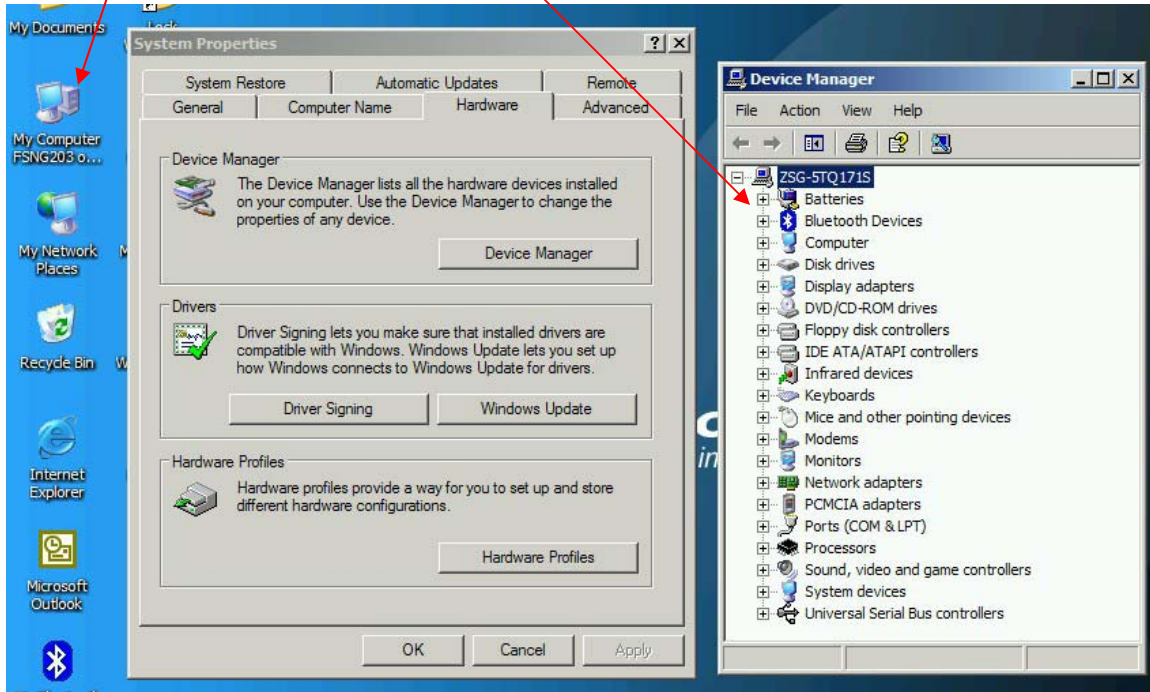 My Documents
My Computer
FSNG203 o...
My Network
Places
Recycle Bin
Internet
Explorer
Microsoft
Outlook
System Properties
System Restore
Automatic Updates
Remote
General
Computer Name
Hardware
Advanced
Device Manager
The Device Manager lists all the hardware devices installed
on your computer. Use the Device Manager to change the
properties of any device.
Device Manager
Drivers
Driver Signing lets you make sure that installed drivers are
compatible with Windows. Windows Update lets you set up
how Windows connects to Windows Update for drivers.
Driver Signing
Windows Update
Hardware Profiles
Hardware profiles provide a way for you to set up and store
different hardware configurations.
Hardware Profiles
OK
Cancel
Apply
Device Manager
File Action View Help
ZSG-5TQ171S
Batteries
Bluetooth Devices
Computer
Disk drives
Display adapters
DVD/CD-ROM drives
Floppy disk controllers
IDE ATA/ATAPI controllers
Infrared devices
Keyboards
Mice and other pointing devices
Modems
Monitors
Network adapters
PCMCIA adapters
Ports (COM & LPT)
Processors
Sound, video and game controllers
System devices
Universal Serial Bus controllers